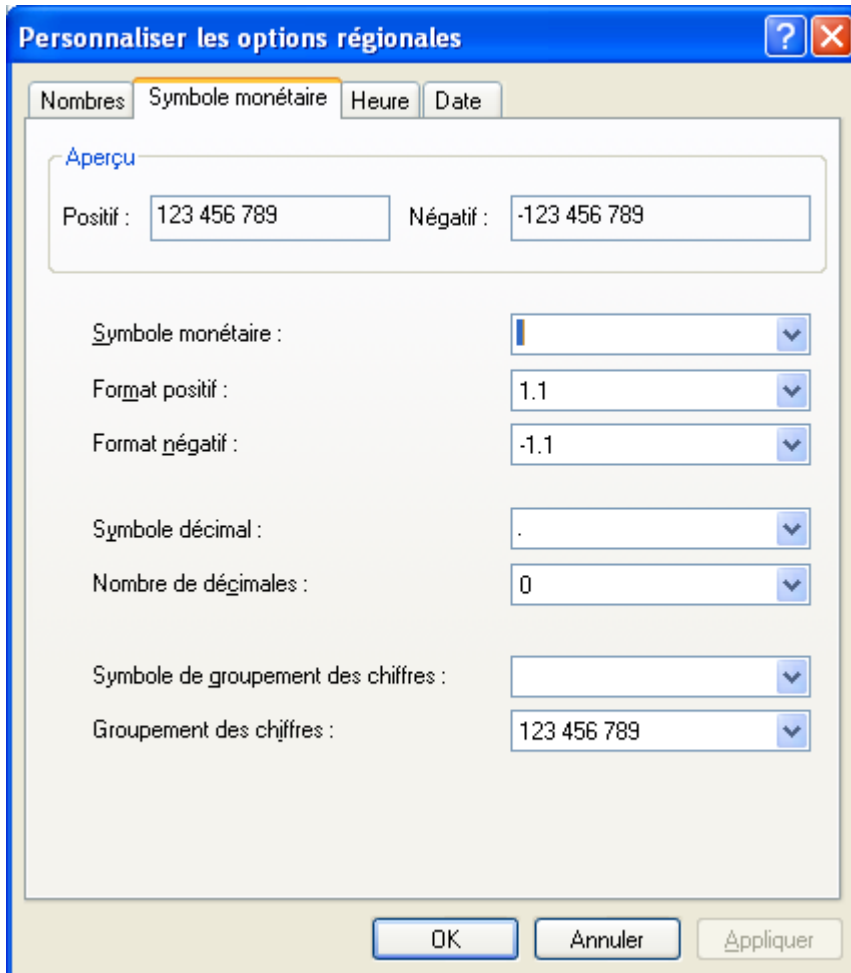 Personnaliser les options régionales
Nombres Symbole monétaire Heure Date
Aperçu
Positif : 123 456 789 Négatif : -123 456 789
Symbole monétaire :
Format positif : 1.1
Format négatif : -1.1
Symbole décimal : .
Nombre de décimales : 0
Symbole de groupement des chiffres :
Groupement des chiffres : 123 456 789
OK Annuler Appliquer